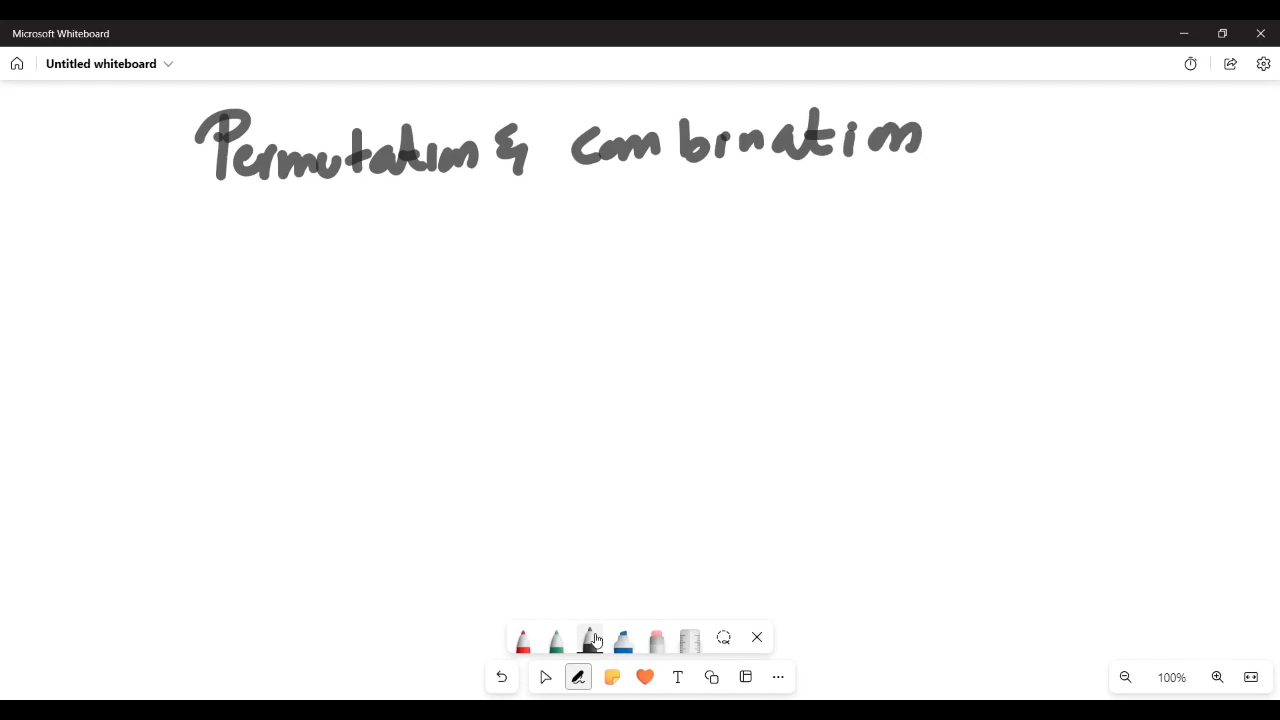 Microsoft Whiteboard
Untitled whiteboard
Permutation & combination
T
100%